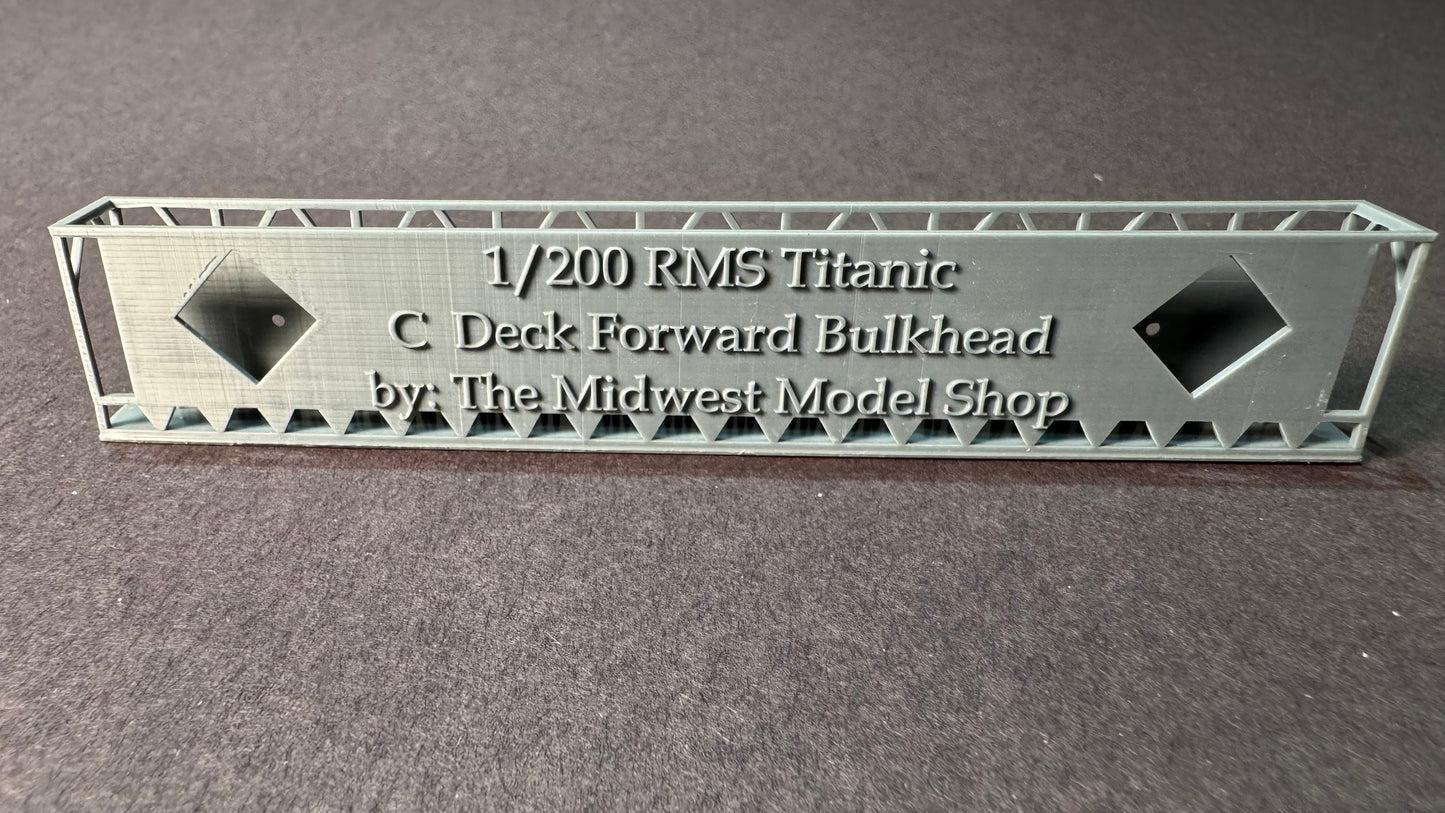 1/200 RMS Titanic
C Deck Forward Bulkhead
by: The Midwest Model Shop